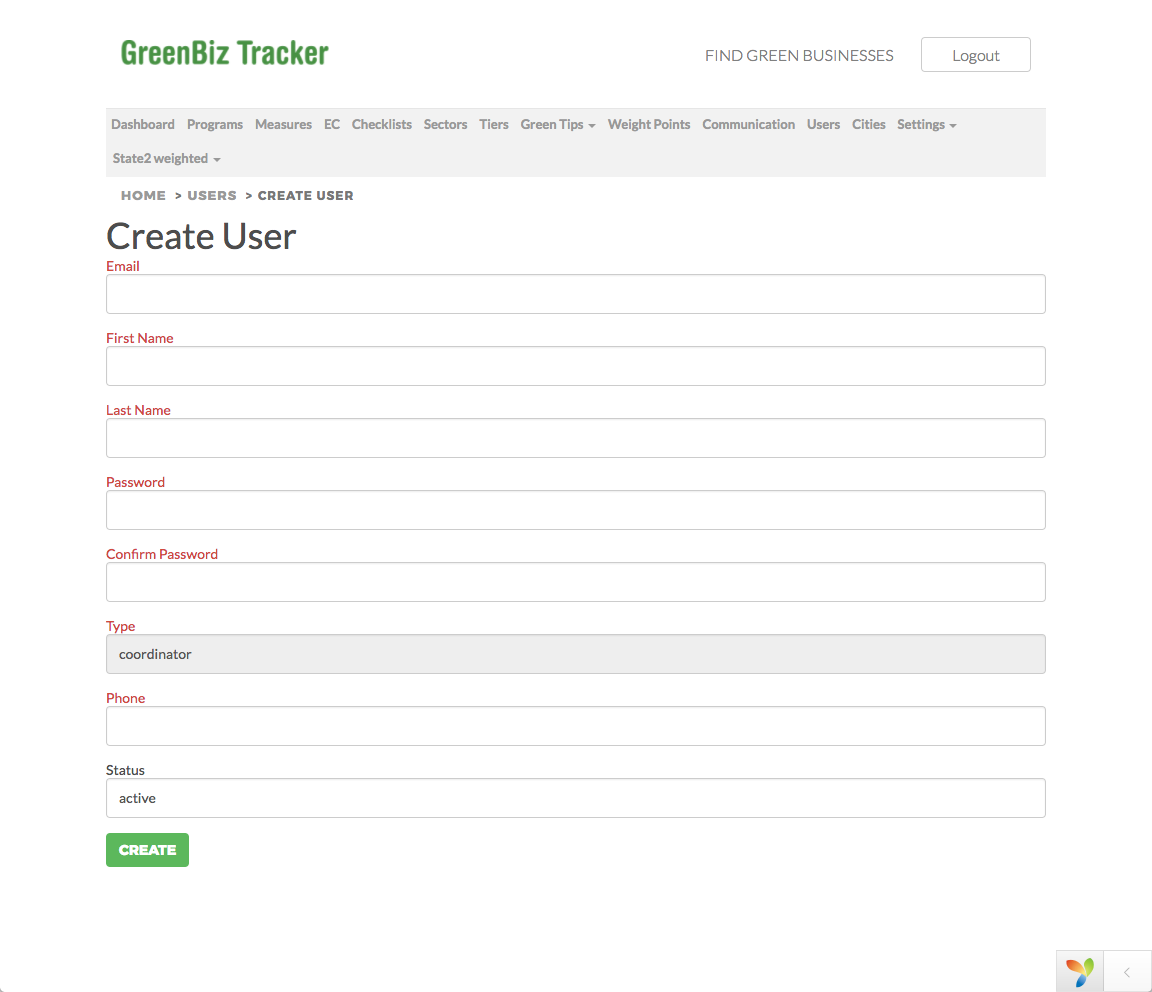 GreenBiz Tracker
FIND GREEN BUSINESSES
Logout
Dashboard Programs Measures EC Checklists Sectors Tiers Green Tips Weight Points Communication Users Cities Settings
State2 weighted
HOME > USERS > CREATE USER
Create User
Email
First Name
Last Name
Password
Confirm Password
Type
coordinator
Phone
Status
active
CREATE